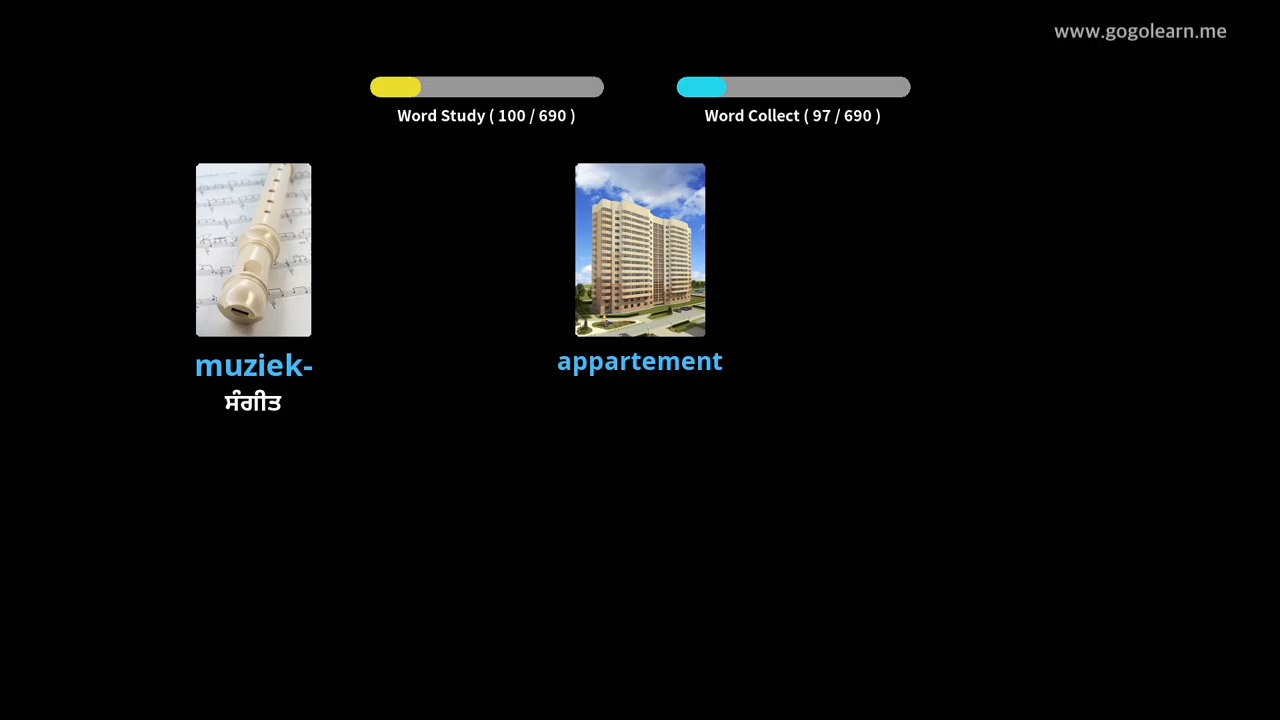 www.gogolearn.me
Word Study ( 100 / 690 )
Word Collect ( 97 / 690 )
muziek-
ਸੰਗੀਤ
appartement